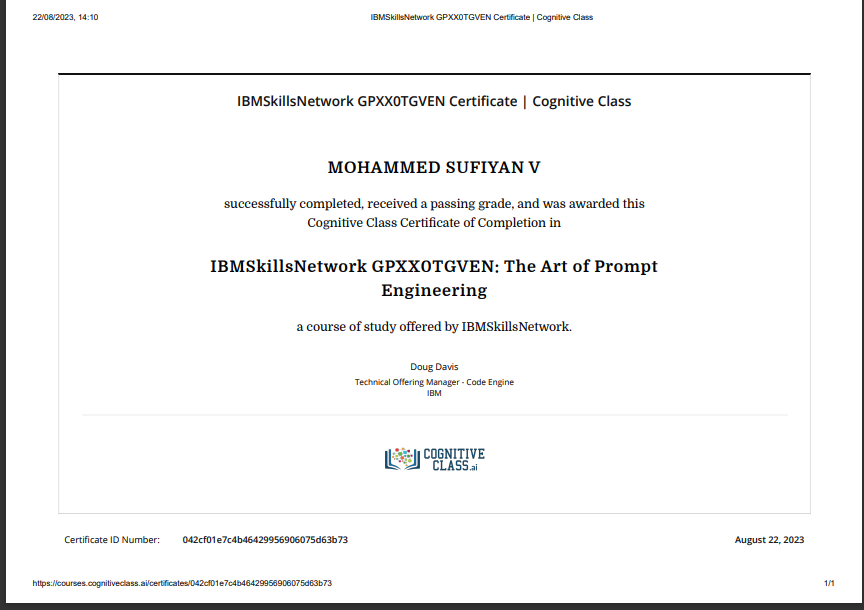 22/08/2023, 14:10
IBMSkillsNetwork GPXX0TGVEN Certificate | Cognitive Class
IBMSkillsNetwork GPXX0TGVEN Certificate | Cognitive Class
MOHAMMED SUFIYAN V
successfully completed, received a passing grade, and was awarded this
Cognitive Class Certificate of Completion in
IBMSkillsNetwork GPXX0TGVEN: The Art of Prompt
Engineering
a course of study offered by IBMSkillsNetwork.
Doug Davis
Technical Offering Manager - Code Engine
IBM
COGNITIVE
CLASS.ai
Certificate ID Number: 042cf01e7c4b46429956906075d63b73
August 22, 2023
https://courses.cognitiveclass.ai/certificates/042cf01e7c4b46429956906075d63b73
1/1